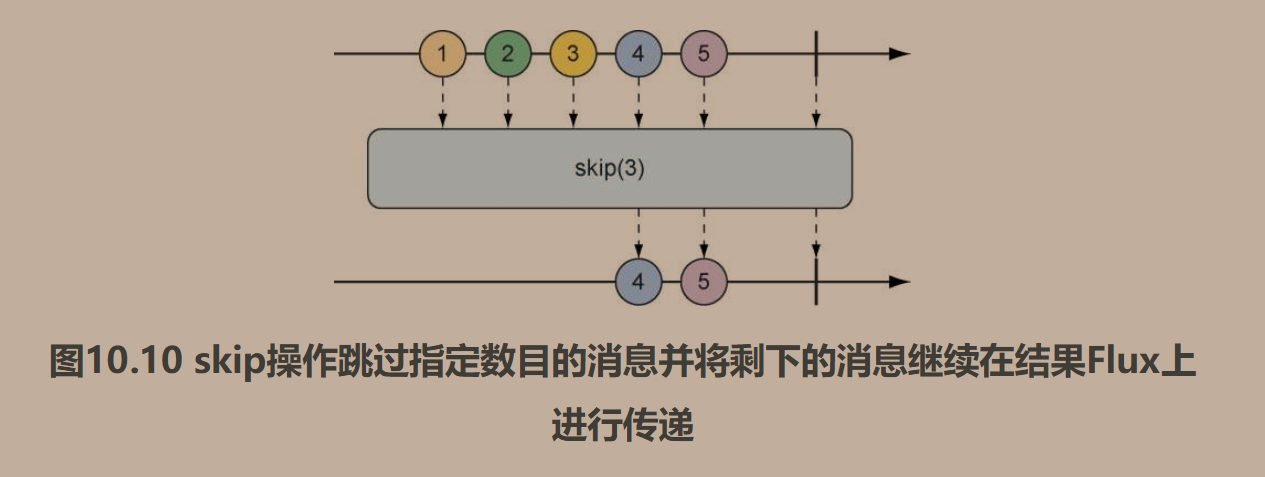 1 2 3 4 5
skip(3)
4 5
图10.10 skip操作跳过指定数目的消息并将剩下的消息继续在结果Flux上
进行传递